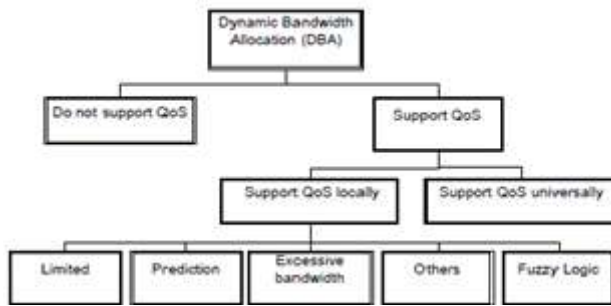 Dynamic Bandwidth
Allocation (DBA)
Do not support QoS
Support QoS
Support QoS locally
Support QoS universally
Limited
Prediction
Excessive
bandwidth
Others
Fuzzy Logic